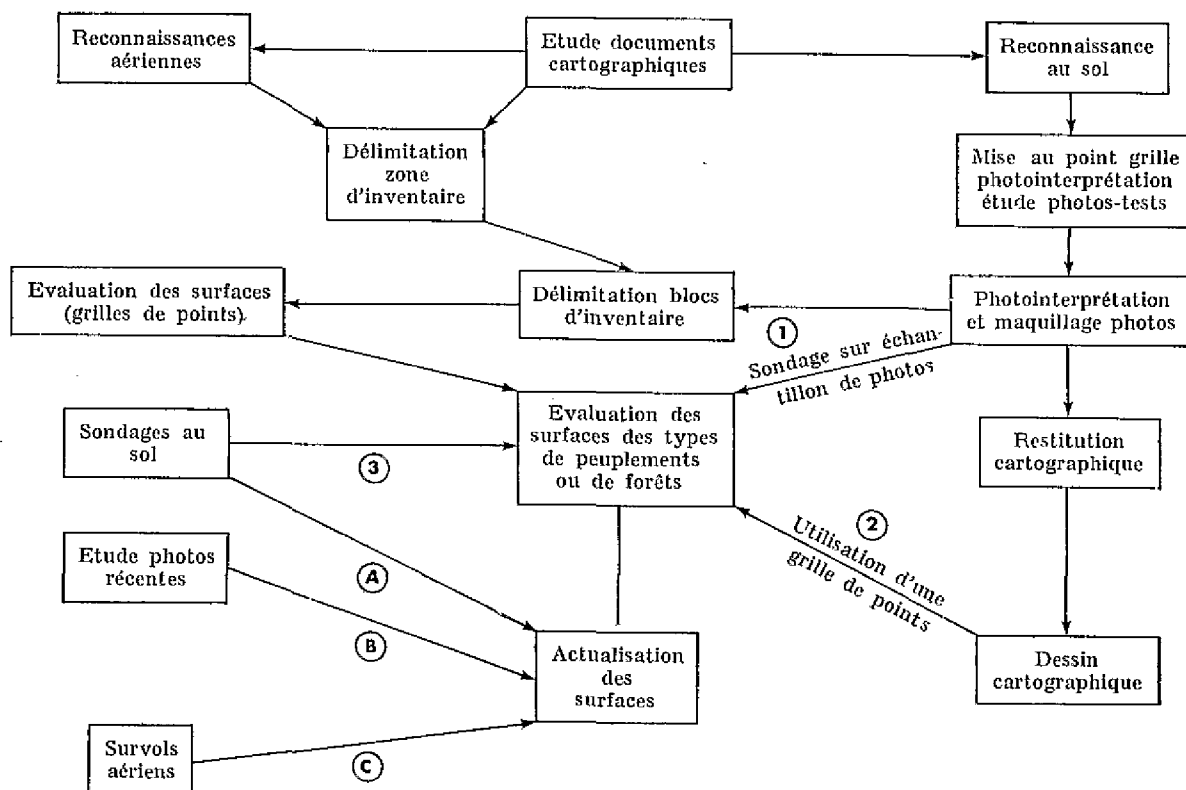 Reconnaissances
aériennes
Etude documents
cartographiques
Reconnaissance
au sol
Délimitation
zone
d'inventaire
Mise au point grille
photointerprétation
étude photos-tests
Evaluation des surfaces
(grilles de points).
Délimitation blocs
d'inventaire
Photointerprétation
et maquillage photos
1
Sondage sur échan-
tillon de photos
Sondages au
sol
3
Evaluation des
surfaces des types
de peuplements
ou de forêts
Restitution
cartographique
2
Utilisation d'une
grille de points
Etude photos
récentes
A
B
Actualisation
des
surfaces
Dessin
cartographique
Survols
aériens
C